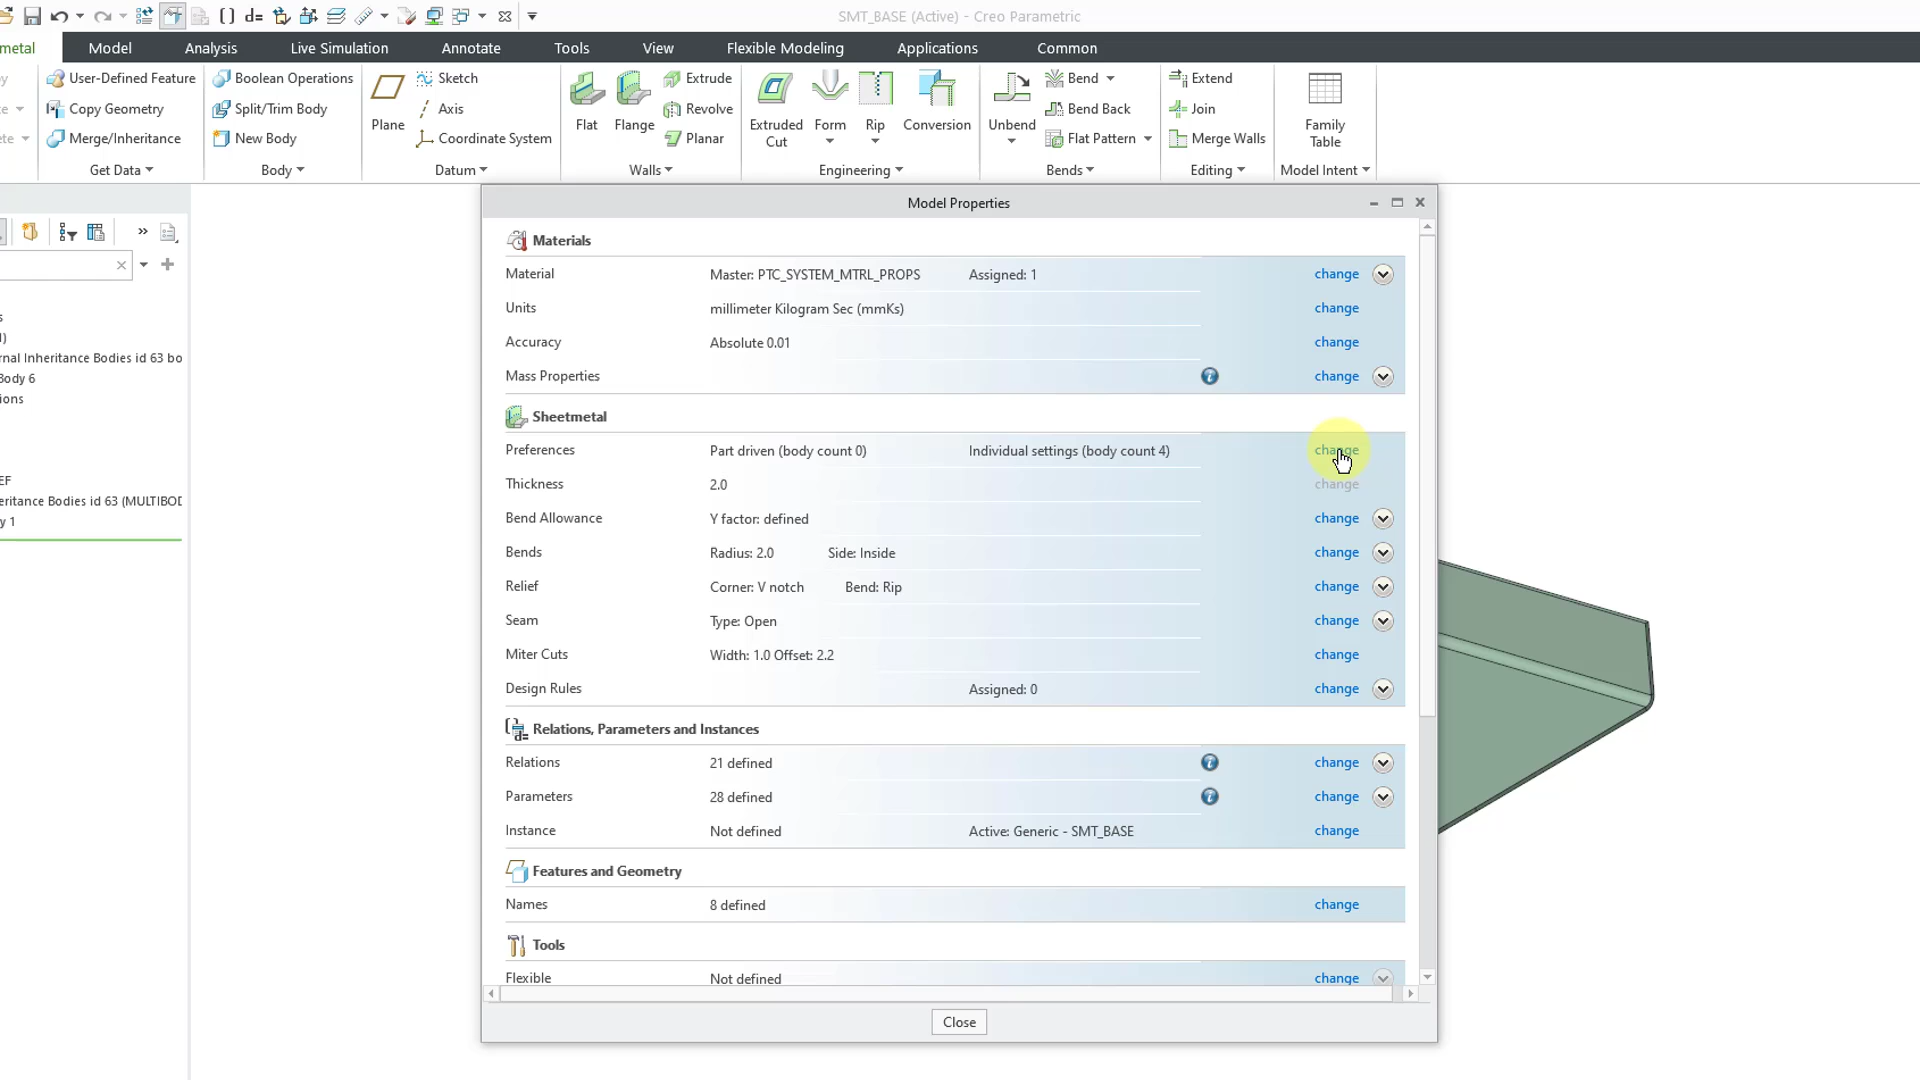 SMT_BASE (Active) - Creo Parametric
metal Model Analysis Live Simulation Annotate Tools View Flexible Modeling Applications Common
User-Defined Feature
Copy Geometry
Merge/Inheritance
Get Data
Boolean Operations
Split/Trim Body
New Body
Body
Plane
Sketch
Axis
Coordinate System
Datum
Flat
Flange
Extrude
Revolve
Planar
Walls
Extruded
Cut
Form
Rip
Conversion
Engineering
Unbend
Bend
Bend Back
Flat Pattern
Bends
Extend
Join
Merge Walls
Editing
Family
Table
Model Intent
rnal Inheritance Bodies id 63 bo
Body 6
ions
EF
eritance Bodies id 63 (MULTIBOD
y 1
Model Properties
Materials
Material Master: PTC_SYSTEM_MTRL_PROPS Assigned: 1 change
Units millimeter Kilogram Sec (mmKs) change
Accuracy Absolute 0.01 change
Mass Properties change
Sheetmetal
Preferences Part driven (body count 0) Individual settings (body count 4) change
Thickness 2.0 change
Bend Allowance Y factor: defined change
Bends Radius: 2.0 Side: Inside change
Relief Corner: V notch Bend: Rip change
Seam Type: Open change
Miter Cuts Width: 1.0 Offset: 2.2 change
Design Rules Assigned: 0 change
Relations, Parameters and Instances
Relations 21 defined change
Parameters 28 defined change
Instance Not defined Active: Generic - SMT_BASE change
Features and Geometry
Names 8 defined change
Tools
Flexible Not defined change
Close